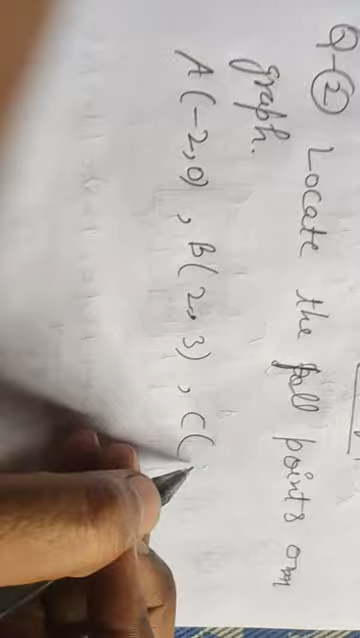 Q-(2) Locate the foll points on
graph.
A(-2,0), B(2,3), C(